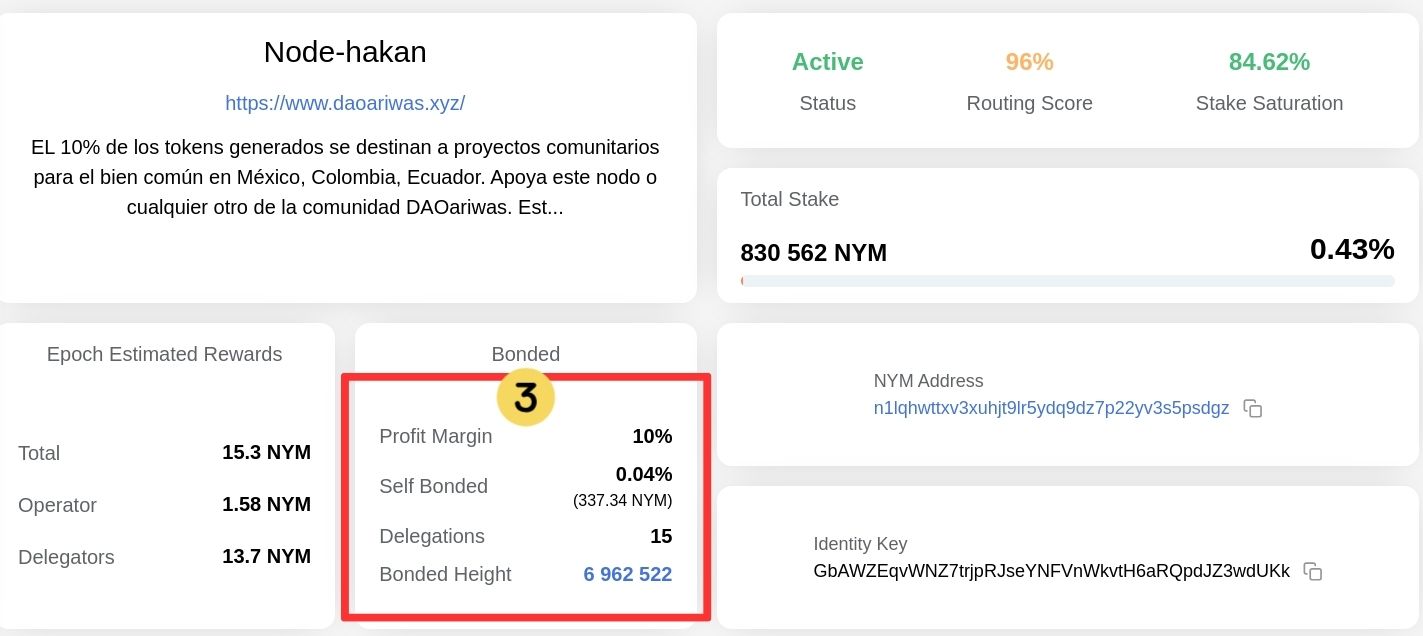 Node-hakan
https://www.daoariwas.xyz/
EL 10% de los tokens generados se destinan a proyectos comunitarios
para el bien común en México, Colombia, Ecuador. Apoya este nodo o
cualquier otro de la comunidad DAOariwas. Est...
Active 96% 84.62%
Status Routing Score Stake Saturation
Total Stake
830 562 NYM 0.43%
Epoch Estimated Rewards
Total 15.3 NYM
Operator 1.58 NYM
Delegators 13.7 NYM
Bonded
3
Profit Margin 10%
Self Bonded 0.04%
(337.34 NYM)
Delegations 15
Bonded Height 6 962 522
NYM Address
n1lqhwttxv3xuhjt9lr5ydq9dz7p22yv3s5psdgz
Identity Key
GbAWZEqvWNZ7trjpRJseYNFVnWkvtH6aRQpdJZ3wdUKk